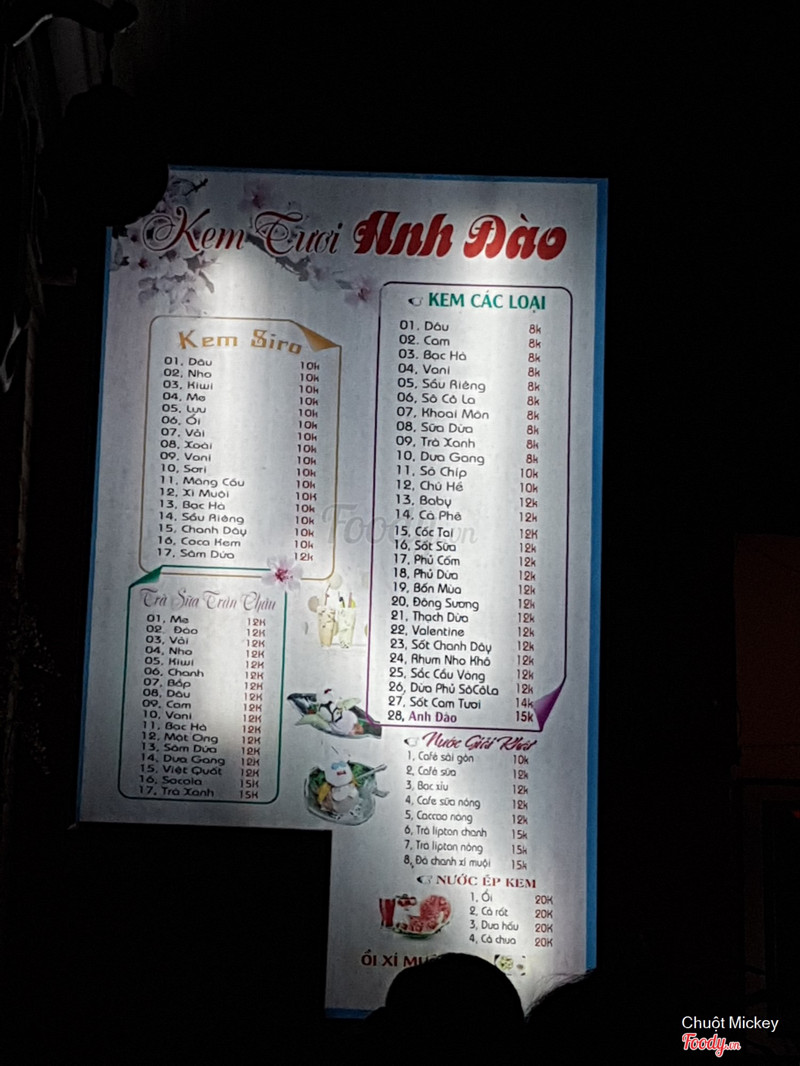 Kem Tươi Anh Đào
Kem Siro
01, Dâu 10k
02, Nho 10k
03, Kiwi 10k
04, Me 10k
05, Lựu 10k
06, Ổi 10k
07, Vải 10k
08, Xoài 10k
09, Vani 10k
10, Sori 10k
11, Mãng Cầu 10k
12, Xí Muội 10K
13, Bạc Hà 10k
14, Sầu Riêng 10k
15, Chanh Dây 10k
16, Coca Kem 10k
17, Sâm Dứa 12k
Trà Sữa Trân Châu
01, Me 12K
02, Đào 12K
03, Vải 12K
04, Nho 12K
05, Kiwi 12K
06, Chanh 12K
07, Bắp 12K
08, Dâu 12K
09, Cam 12K
10, Vani 12K
11, Bạc Hà 12K
12, Mật Ong 12K
13, Sâm Dứa 12K
14, Dưa Gang 12K
15, Việt Quất 12K
16, Socola 15K
17, Trà Xanh 15K
KEM CÁC LOẠI
01, Dâu 8k
02, Cam 8k
03, Bạc Hà 8k
04, Vani 8k
05, Sầu Riêng 8k
06, Sô Cô La 8k
07, Khoai Môn 8k
08, Sữa Dừa 8k
09, Trà Xanh 8k
10, Dưa Gang 8k
11, Sô Chíp 10k
12, Chú Hề 10k
13, Baby 12k
14, Cà Phê 12k
15, Cóc Tai 12K
16, Sốt Sữa 12k
17, Phủ Cốm 12k
18, Phủ Dừa 12k
19, Bốn Mùa 12k
20, Đông Sương 12k
21, Thạch Dừa 12k
22, Valentine 12k
23, Sốt Chanh Dây 12k
24, Rhum Nho Khô 12k
25, Sắc Cầu Vòng 12k
26, Dừa Phủ SôCôLa 12k
27, Sốt Cam Tươi 14k
28, Anh Đào 15k
Nước Giải Khát
1, Café sài gòn 10k
2, Café sữa 12k
3, Bạc xỉu 12k
4, Cafe sữa nóng 12k
5, Caccao nóng 12k
6, Trà lipton chanh 15k
7, Trà lipton nóng 15k
8, Đá chanh xí muội 15k
NƯỚC ÉP KEM
1, Ổi 20K
2, Cà rốt 20K
3, Dưa hấu 20K
4, Cà chua 20K
ỔI XÍ
Foody.vn
Chuột Mickey
Foody.vn